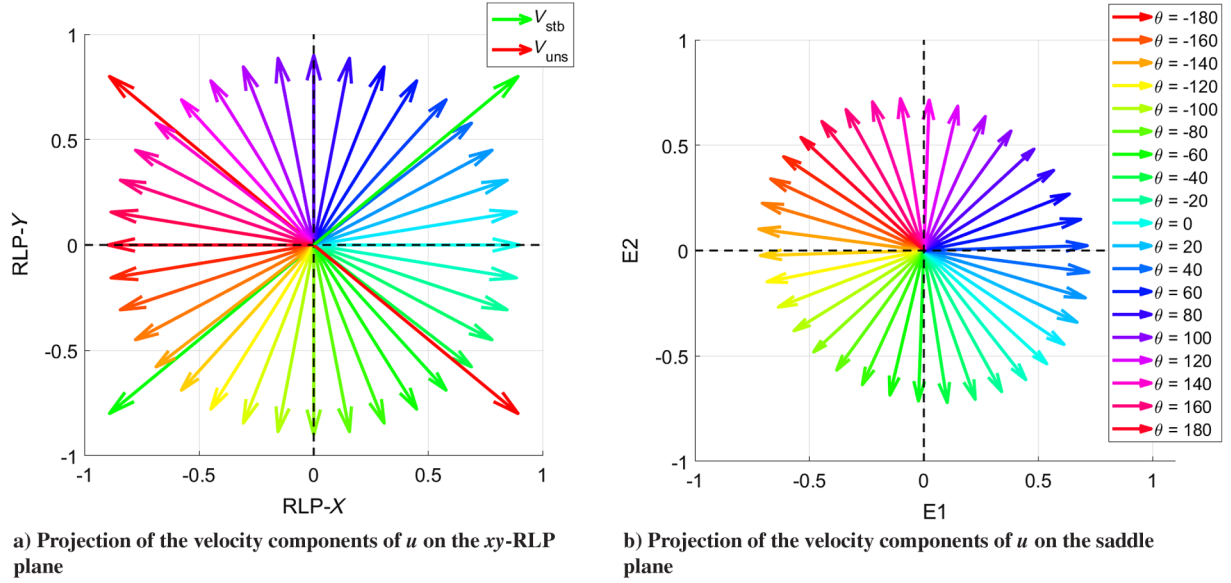 V_stb
V_uns
1
0.5
0
-0.5
-1
-1
-0.5
0
0.5
1
RLP-Y
RLP-X
a) Projection of the velocity components of u on the xy-RLP
plane
1
0.5
0
-0.5
-1
-1
-0.5
0
0.5
1
E2
E1
θ = -180
θ = -160
θ = -140
θ = -120
θ = -100
θ = -80
θ = -60
θ = -40
θ = -20
θ = 0
θ = 20
θ = 40
θ = 60
θ = 80
θ = 100
θ = 120
θ = 140
θ = 160
θ = 180
b) Projection of the velocity components of u on the saddle
plane